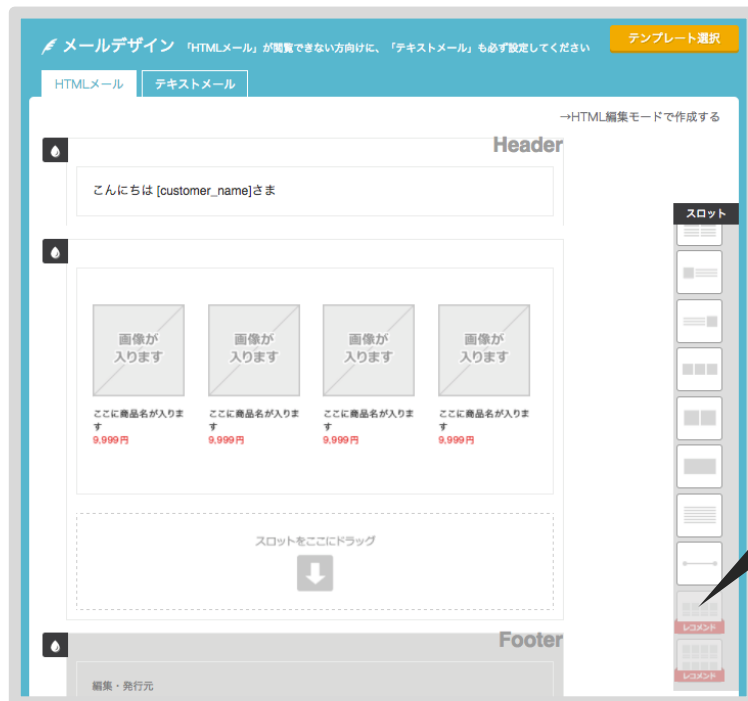 メールデザイン 「HTMLメール」が閲覧できない方向けに、「テキストメール」も必ず設定してください
テンプレート選択
HTMLメール
テキストメール
→HTML編集モードで作成する
Header
こんにちは [customer_name]さま
スロット
画像が
入ります
画像が
入ります
画像が
入ります
画像が
入ります
ここに商品名が入りま
す
9,999円
ここに商品名が入りま
す
9,999円
ここに商品名が入りま
す
9,999円
ここに商品名が入りま
す
9,999円
スロットをここにドラッグ
レコメンド
レコメンド
Footer
編集・発行元